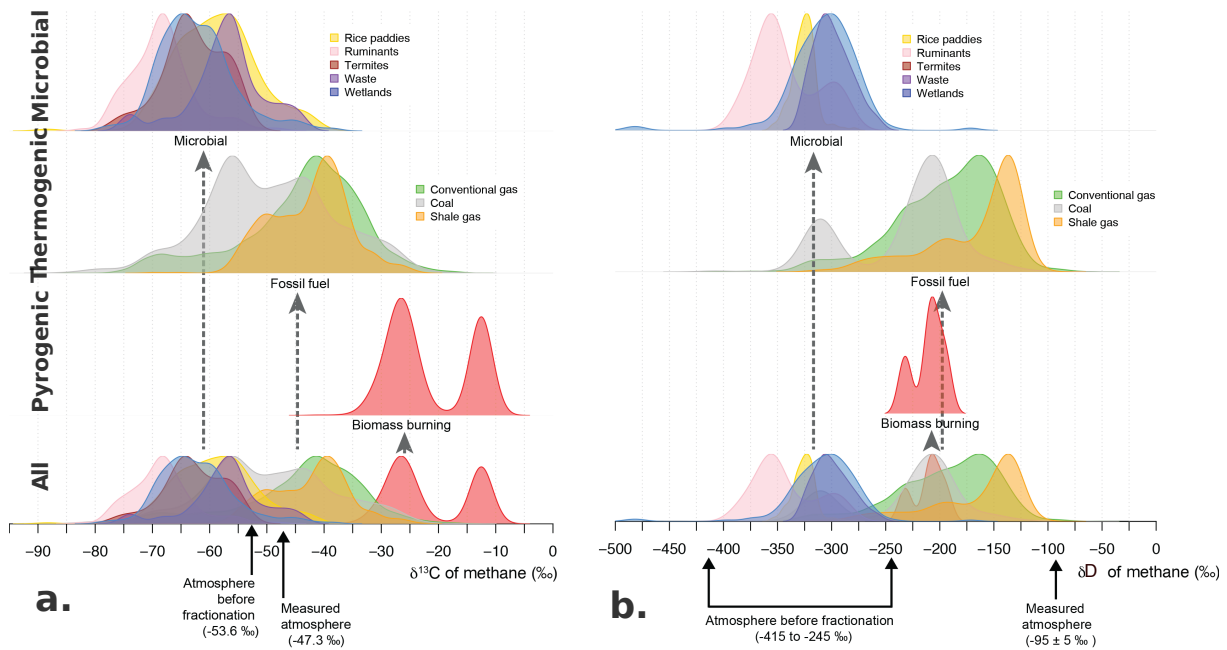 Microbial
Rice paddies
Ruminants
Termites
Waste
Wetlands
Microbial
Thermogenic
Conventional gas
Coal
Shale gas
Fossil fuel
Pyrogenic
Biomass burning
All
−90 −80 −70 −60 −50 −40 −30 −20 −10 0
δ¹³C of methane (‰)
Atmosphere
before
fractionation
(-53.6 ‰)
Measured
atmosphere
(-47.3 ‰)
a.
Rice paddies
Ruminants
Termites
Waste
Wetlands
Microbial
Conventional gas
Coal
Shale gas
Fossil fuel
Biomass burning
−500 −450 −400 −350 −300 −250 −200 −150 −100 −50 0
δD of methane (‰)
Atmosphere before fractionation
(-415 to -245 ‰)
Measured
atmosphere
(-95 ± 5 ‰ )
b.